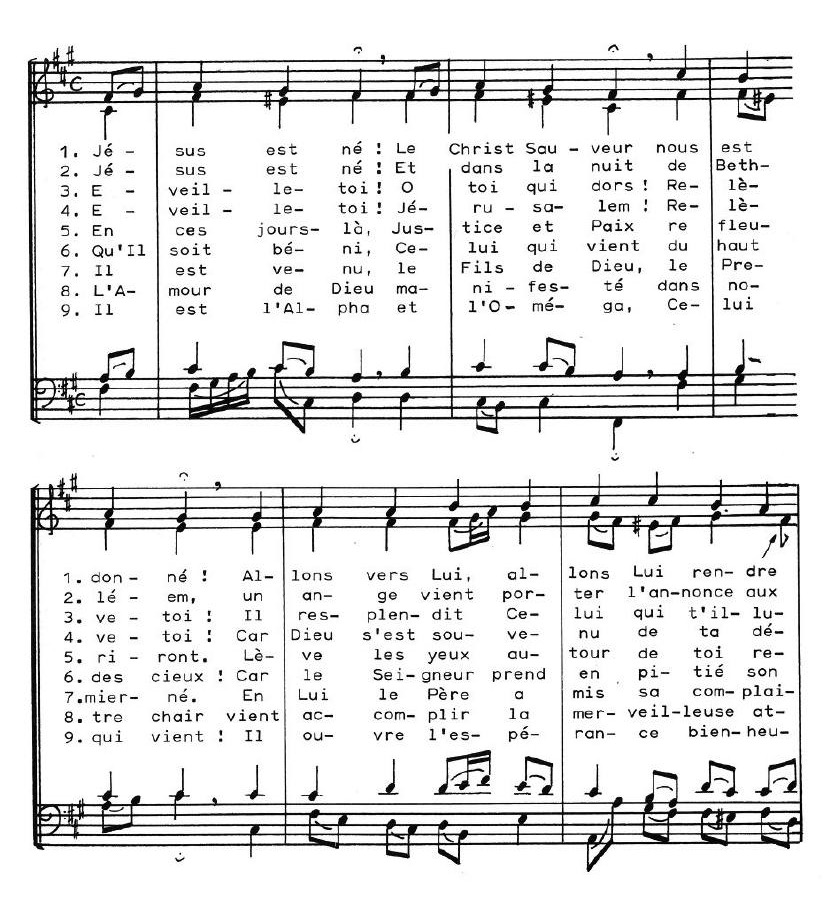 1. Jé - sus est né ! Le Christ Sau - veur nous est
2. Jé - sus est né ! Et dans la nuit de Beth-
3. E - veil - le- toi ! O toi qui dors ! Re - lè-
4. E - veil - le- toi ! Jé- ru - sa- lem ! Re- lè-
5. En ces jours- là, Jus- tice et Paix re fleu-
6. Qu'Il soit bé- ni, Ce- lui qui vient du haut
7. Il est ve- nu, le Fils de Dieu, le Pre-
8. L'A- mour de Dieu ma- ni - fes- té dans no-
9. Il est l'Al- pha et l'O - mé- ga, Ce- lui
1. don - né ! Al- lons vers Lui, al- lons Lui ren- dre
2. lé - em, un an- ge vient por- ter l'an-nonce aux
3. ve - toi ! Il res- plen- dit Ce- lui qui t'il- lu-
4. ve - toi ! Car Dieu s'est sou- ve- nu de ta dé-
5. ri - ront. Lè- ve les yeux au- tour de toi re-
6. des cieux ! Car le Sei- gneur prend en pi- tié son
7. mier- né. En Lui le Père a mis sa com- plai-
8. tre chair vient ac- com- plir la mer- veil-leuse at-
9. qui vient ! Il ou- vre l'es- pé- ran- ce bien- heu-